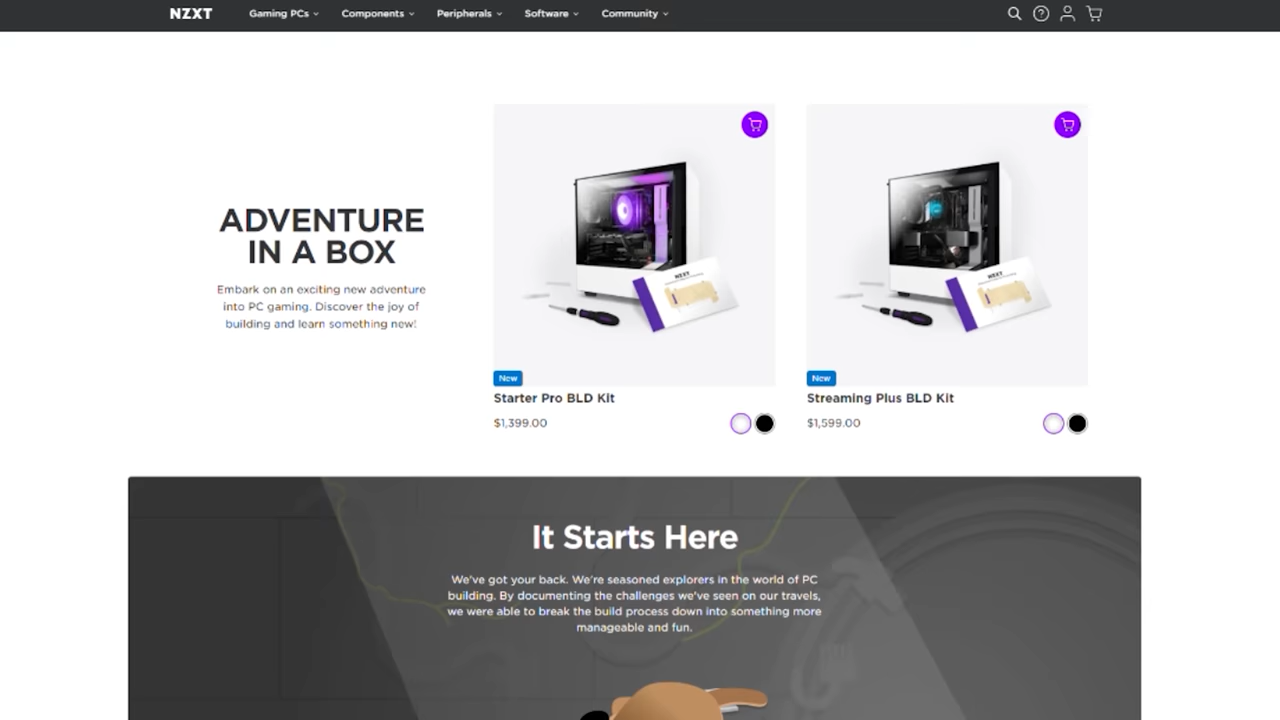 NZXT Gaming PCs Components Peripherals Software Community
ADVENTURE
IN A BOX
Embark on an exciting new adventure
into PC gaming. Discover the joy of
building and learn something new!
NZXT
NZXT
New
New
Starter Pro BLD Kit
Streaming Plus BLD Kit
$1,399.00
$1,599.00
It Starts Here
We've got your back. We're seasoned explorers in the world of PC
building. By documenting the challenges we've seen on our travels,
we were able to break the build process down into something more
manageable and fun.